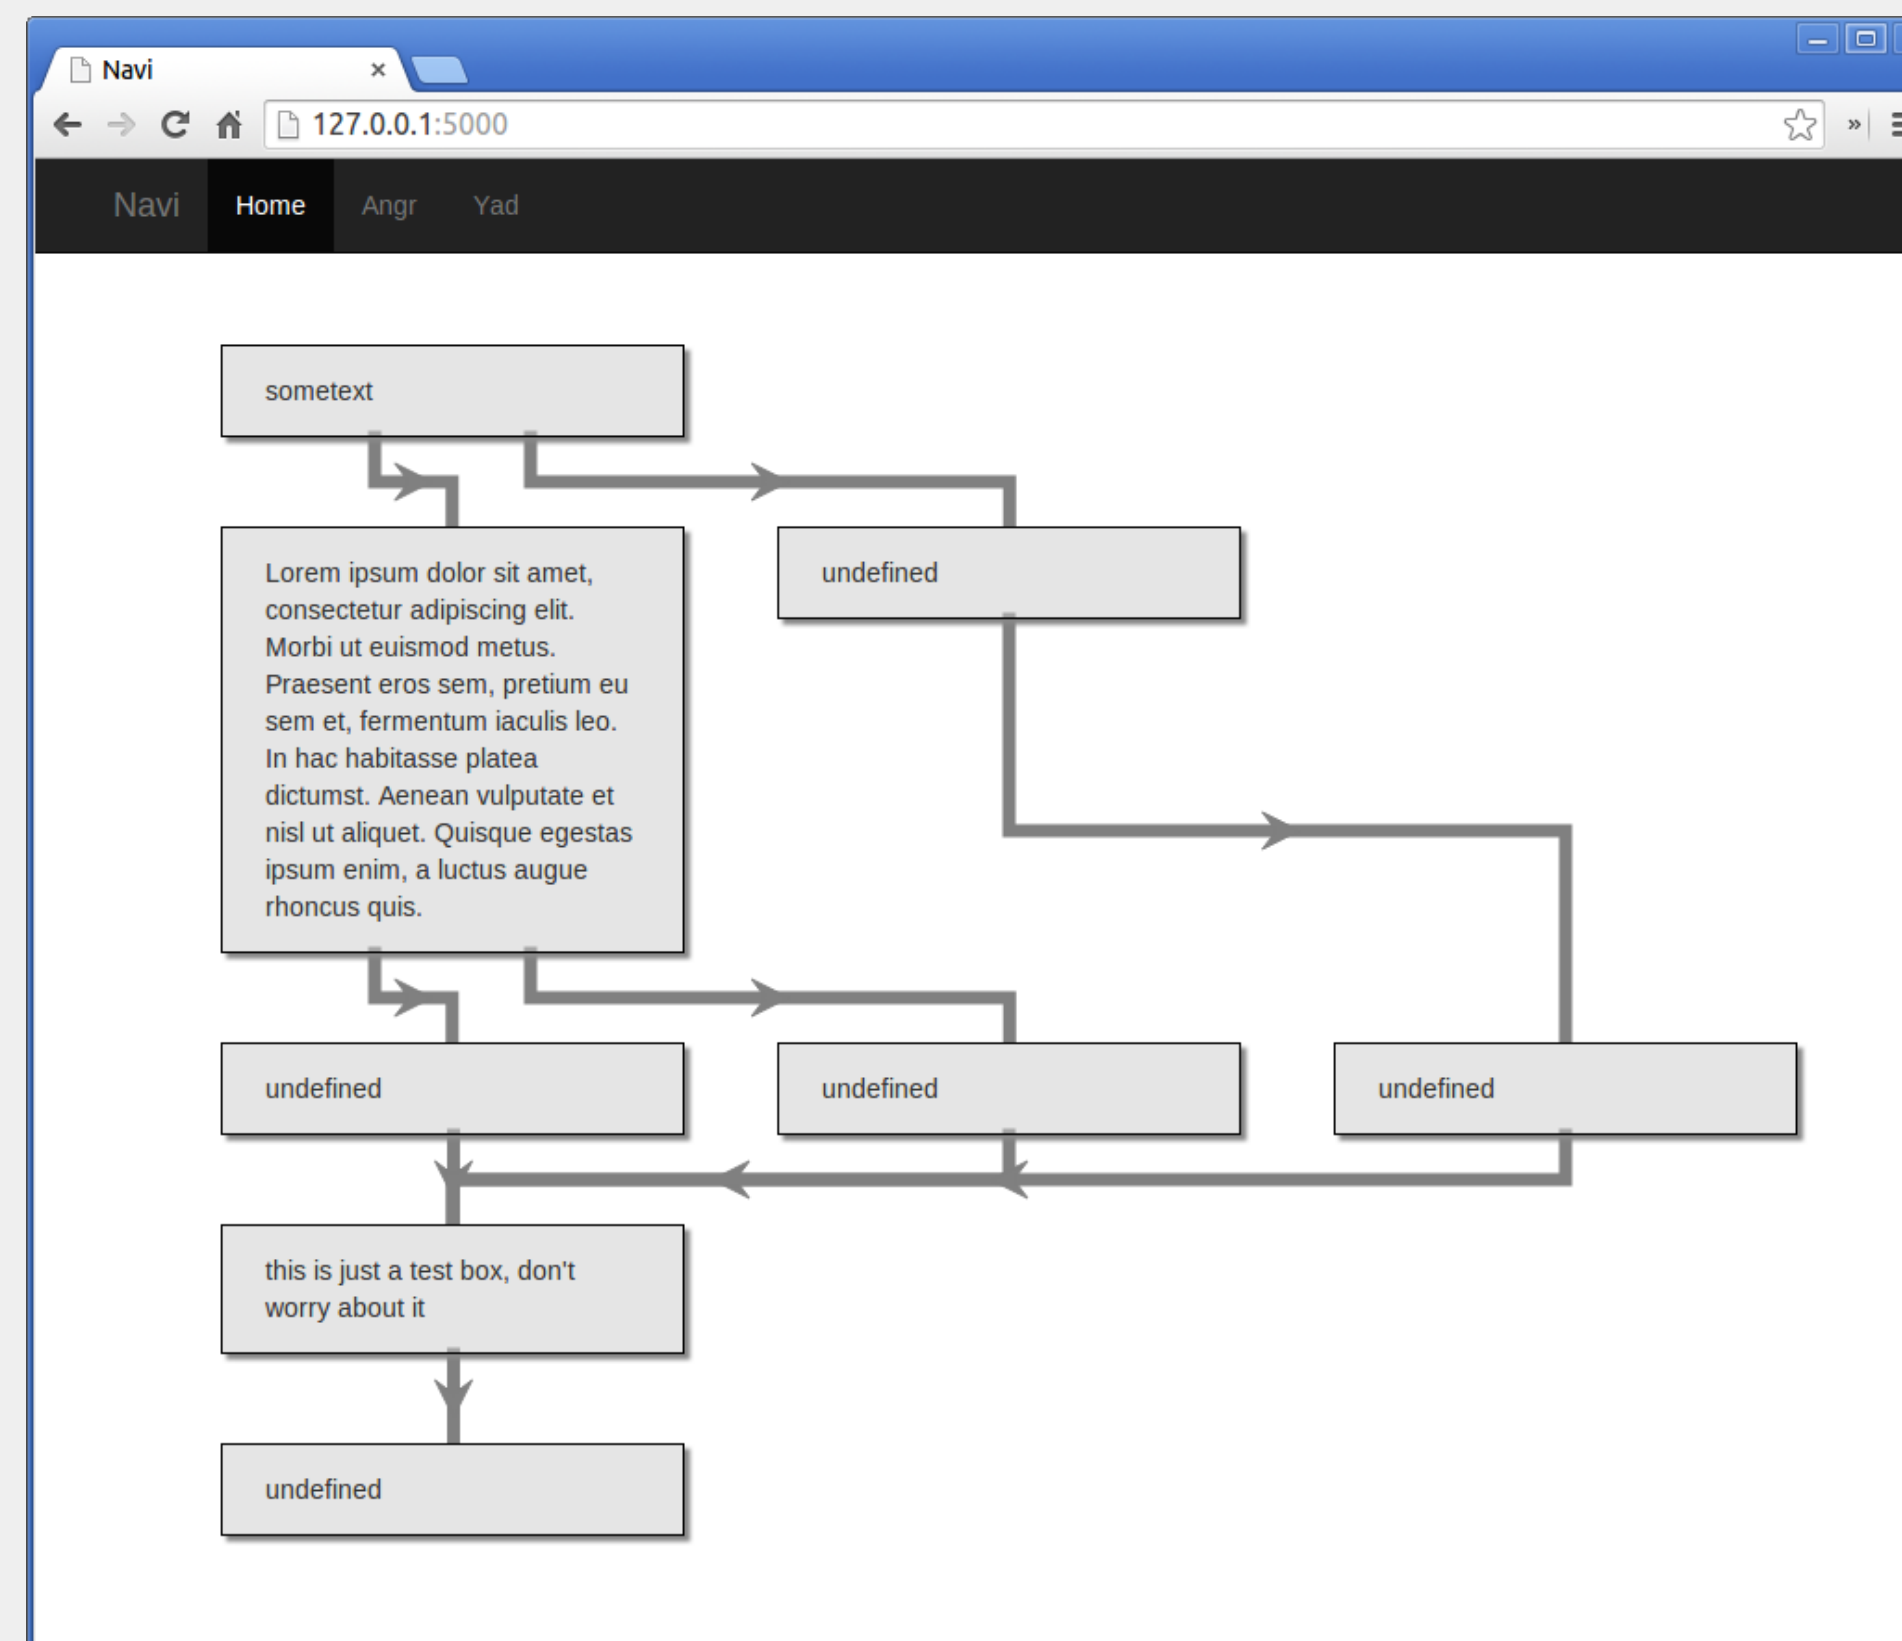 Navi
127.0.0.1:5000
Navi Home Angr Yad
sometext
Lorem ipsum dolor sit amet,
consectetur adipiscing elit.
Morbi ut euismod metus.
Praesent eros sem, pretium eu
sem et, fermentum iaculis leo.
In hac habitasse platea
dictumst. Aenean vulputate et
nisl ut aliquet. Quisque egestas
ipsum enim, a luctus augue
rhoncus quis.
undefined
undefined
undefined
undefined
this is just a test box, don't
worry about it
undefined